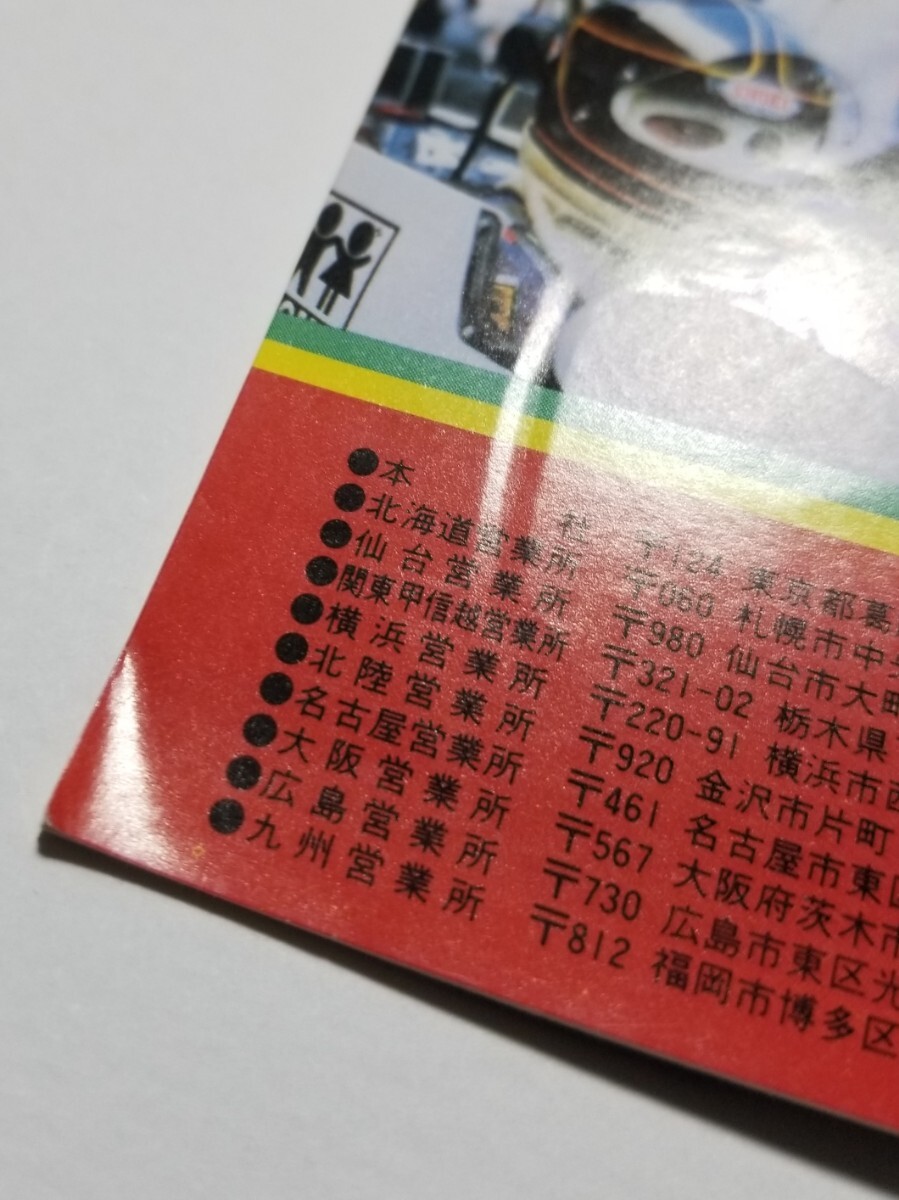 ●本社 〒124 東京都葛
●北海道営業所 〒060 札幌市中央
●仙台営業所 〒980 仙台市大町
●関東甲信越営業所 〒321-02 栃木県
●横浜営業所 〒220-91 横浜市西
●北陸営業所 〒920 金沢市片町
●名古屋営業所 〒461 名古屋市東区
●大阪営業所 〒567 大阪府茨木市
●広島営業所 〒730 広島市東区光
●九州営業所 〒812 福岡市博多区